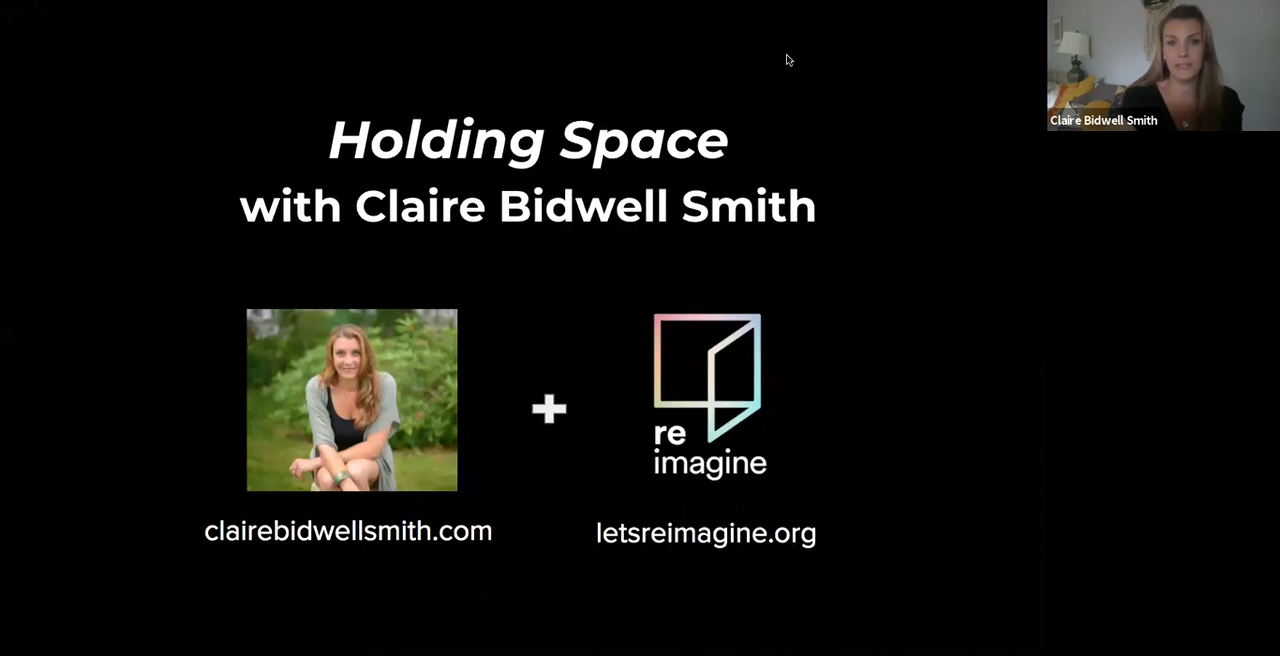 Holding Space
with Claire Bidwell Smith
Claire Bidwell Smith
re
imagine
clairebidwellsmith.com
letsreimagine.org